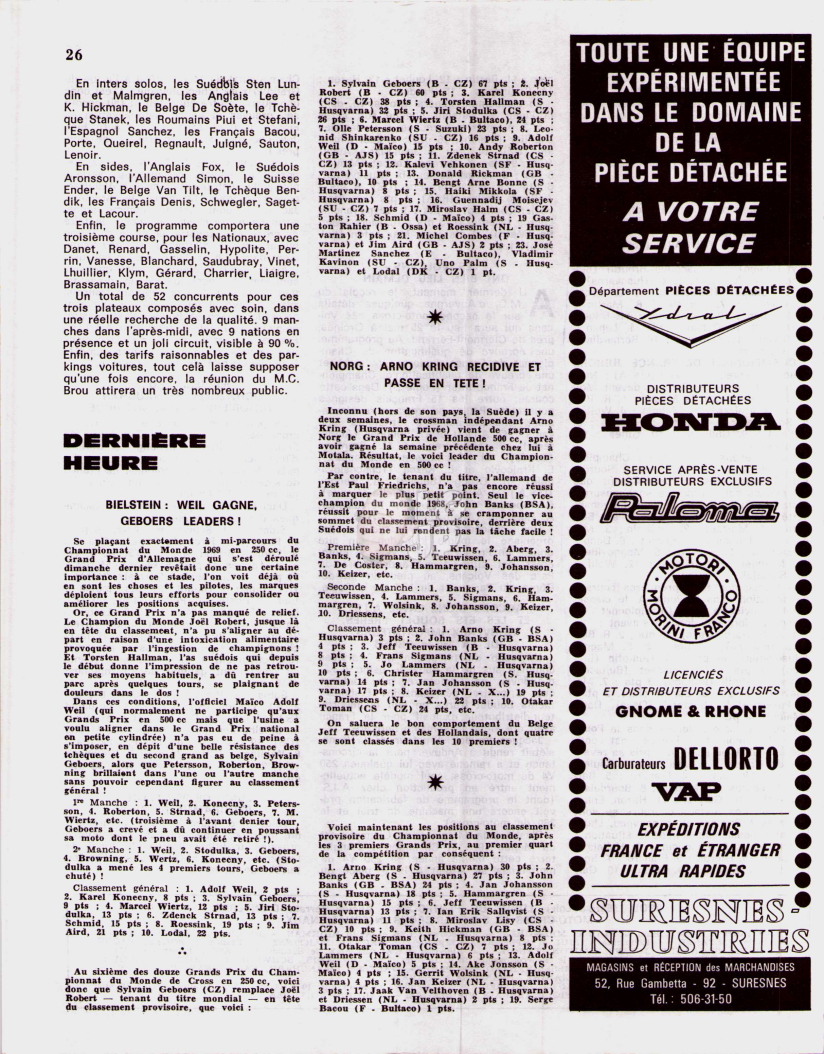 26
En inters solos, les Suédois Sten Lun-
din et Malmgren, les Anglais Lee et
K. Hickman, le Belge De Soète, le Tchè-
que Stanek, les Roumains Piui et Stefani,
l'Espagnol Sanchez, les Français Bacou,
Porte, Queirel, Regnault, Julgné, Sauton,
Lenoir.
En sides, l'Anglais Fox, le Suédois
Aronsson, l'Allemand Simon, le Suisse
Ender, le Belge Van Tilt, le Tchèque Ben-
dik, les Français Denis, Schwegler, Saget-
te et Lacour.
Enfin, le programme comportera une
troisième course, pour les Nationaux, avec
Danet, Renard, Gasselin, Hypolite, Per-
rin, Vanesse, Blanchard, Saudubray, Vinet,
Lhuillier, Klym, Gérard, Charrier, Liaigre,
Brassamain, Barat.
Un total de 52 concurrents pour ces
trois plateaux composés avec soin, dans
une réelle recherche de la qualité. 9 man-
ches dans l'après-midi, avec 9 nations en
présence et un joli circuit, visible à 90 %.
Enfin, des tarifs raisonnables et des par-
kings voitures, tout celà laisse supposer
qu'une fois encore, la réunion du M.C.
Brou attirera un très nombreux public.
DERNIÈRE
HEURE
BIELSTEIN : WEIL GAGNE,
GEBOERS LEADERS !
Se plaçant exactement à mi-parcours du
Championnat du Monde 1969 en 250 cc, le
Grand Prix d'Allemagne qui s'est déroulé
dimanche dernier revêtait donc une certaine
importance : à ce stade, l'on voit déjà où
en sont les choses et les pilotes, les marques
déploient tous leurs efforts pour consolider ou
améliorer les positions acquises.
Or, ce Grand Prix n'a pas manqué de relief.
Le Champion du Monde Joël Robert, jusque là
en tête du classement, n'a pu s'aligner au dé-
part en raison d'une intoxication alimentaire
provoquée par l'ingestion de champignons !
Et Torsten Hallman, l'as suédois qui depuis
le début donne l'impression de ne pas retrou-
ver ses moyens habituels, a dû rentrer au
parc après quelques tours, se plaignant de
douleurs dans le dos !
Dans ces conditions, l'officiel Maïco Adolf
Weil (qui normalement ne participe qu'aux
Grands Prix en 500 cc mais que l'usine a
voulu aligner dans le Grand Prix national
en petite cylindrée) n'a pas eu de peine à
s'imposer, en dépit d'une belle résistance des
tchèques et du second grand as belge, Sylvain
Geboers, alors que Petersson, Roberton, Brow-
ning brillaient dans l'une ou l'autre manche
sans pouvoir cependant figurer au classement
général !
1re Manche : 1. Weil, 2. Konecny, 3. Peters-
son, 4. Roberton, 5. Strnad, 6. Geboers, 7. M.
Wiertz, etc. (troisième à l'avant denier tour,
Geboers a crevé et a dû continuer en poussant
sa moto dont le pneu avait été retiré !).
2e Manche : 1. Weil, 2. Stodulka, 3. Geboers,
4. Browning, 5. Wertz, 6. Konecny, etc. (Sto-
dulka a mené les 4 premiers tours, Geboers a
chuté) !
Classement général : 1. Adolf Weil, 2 pts ;
2. Karel Konecny, 8 pts ; 3. Sylvain Geboers,
9 pts ; 4. Marcel Wiertz, 12 pts ; 5. Jiri Sto-
dulka, 13 pts ; 6. Zdenek Strnad, 13 pts ; 7.
Schmid, 15 pts ; 8. Roessink, 19 pts ; 9. Jim
Aird, 21 pts ; 10. Lodal, 22 pts.
Au sixième des douze Grands Prix du Cham-
pionnat du Monde de Cross en 250 cc, voici
donc que Sylvain Geboers (CZ) remplace Joël
Robert — tenant du titre mondial — en tête
du classement provisoire, que voici :
1. Sylvain Geboers (B - CZ) 67 pts ; 2. Joël
Robert (B - CZ) 60 pts ; 3. Karel Konecny
(CS - CZ) 38 pts ; 4. Torsten Hallman (S -
Husqvarna) 32 pts ; 5. Jiri Stodulka (CS - CZ)
26 pts ; 6. Marcel Wiertz (B - Bultaco), 24 pts ;
7. Olle Petersson (S - Suzuki) 23 pts ; 8. Leo-
nid Shinkarenko (SU - CZ) 16 pts ; 9. Adolf
Weil (D - Maïco) 15 pts ; 10. Andy Roberton
(GB - AJS) 15 pts ; 11. Zdenek Strnad (CS -
CZ) 13 pts ; 12. Kalevi Vehkonen (SF - Husq-
varna) 11 pts ; 13. Donald Rickman (GB -
Bultaco), 10 pts ; 14. Bengt Arne Bonne (S -
Husqvarna) 8 pts ; 15. Haiki Mikkola (SF -
Husqvarna) 8 pts ; 16. Guennadij Moisejev
(SU - CZ) 7 pts ; 17. Miroslav Halm (CS - CZ)
5 pts ; 18. Schmid (D - Maïco) 4 pts ; 19 Gas-
ton Rahier (B - Ossa) et Roessink (NL - Husq-
varna) 3 pts ; 21. Michel Combes (F - Husq-
varna) et Jim Aird (GB - AJS) 2 pts ; 23. José
Martinez Sanchez (E - Bultaco), Vladimir
Kavinon (SU - CZ), Uno Palm (S - Husq-
varna) et Lodal (DK - CZ) 1 pt.
NORG : ARNO KRING RECIDIVE ET
PASSE EN TETE !
Inconnu (hors de son pays, la Suède) il y a
deux semaines, le crossman indépendant Arno
Kring (Husqvarna privée) vient de gagner à
Norg le Grand Prix de Hollande 500 cc, après
avoir gagné la semaine précédente chez lui à
Motala. Résultat, le voici leader du Champion-
nat du Monde en 500 cc !
Par contre, le tenant du titre, l'allemand de
l'Est Paul Friedrichs, n'a pas encore réussi
à marquer le plus petit point. Seul le vice-
champion du monde 1968, John Banks (BSA),
réussit pour le moment à se cramponner au
sommet du classement provisoire, derrière deux
Suédois qui ne lui rendent pas la tâche facile !
Première Manche : 1. Kring, 2. Aberg, 3.
Banks, 4. Sigmans, 5. Teeuwissen, 6. Lammers,
7. De Coster, 8. Hammargren, 9. Johansson,
10. Keizer, etc.
Seconde Manche : 1. Banks, 2. Kring, 3.
Teeuwissen, 4. Lammers, 5. Sigmans, 6. Ham-
margren, 7. Wolsink, 8. Johansson, 9. Keizer,
10. Driessens, etc.
Classement général : 1. Arno Kring (S -
Husqvarna) 3 pts ; 2. John Banks (GB - BSA)
4 pts ; 3. Jeff Teeuwissen (B - Husqvarna)
8 pts ; 4. Frans Sigmans (NL - Husqvarna)
9 pts ; 5. Jo Lammers (NL - Husqvarna)
10 pts ; 6. Christer Hammargren (S. Husq-
varna) 14 pts ; 7. Jan Johansson (S - Husq-
varna) 17 pts ; 8. Keizer (NL - X...) 19 pts ;
9. Driessens (NL - X...) 22 pts ; 10. Otakar
Toman (CS - CZ) 24 pts, etc.
On saluera le bon comportement du Belge
Jeff Teeuwissen et des Hollandais, dont quatre
se sont classés dans les 10 premiers !
Voici maintenant les positions au classement
provisoire du Championnat du Monde, après
les 3 premiers Grands Prix, au premier quart
de la compétition par conséquent :
1. Arno Kring (S - Husqvarna) 30 pts ; 2.
Bengt Aberg (S - Husqvarna) 27 pts ; 3. John
Banks (GB - BSA) 24 pts ; 4. Jan Johansson
(S - Husqvarna) 18 pts ; 5. Hammargren (S -
Husqvarna) 15 pts ; 6. Jeff Teeuwissen (B -
Husqvarna) 13 pts ; 7. Ian Erik Sallqvist (S -
Husqvarna) 11 pts : 8. Miroslav Lisy (CS -
CZ) 10 pts ; 9. Keith Hickman (GB - BSA)
et Frans Sigmans (NL - Husqvarna) 8 pts :
11. Otakar Toman (CS - CZ) 7 pts ; 12. Jo
Lammers (NL - Husqvarna) 6 pts ; 13. Adolf
Weil (D - Maïco) 5 pts ; 14. Ake Jonsson (S -
Maïco) 4 pts ; 15. Gerrit Wolsink (NL - Husq-
varna) 4 pts ; 16. Jan Keizer (NL - Husqvarna)
3 pts ; 17. Jaak Van Velthoven (B - Husqvarna)
et Driessen (NL - Husqvarna) 2 pts ; 19. Serge
Bacou (F - Bultaco) 1 pts.
TOUTE UNE ÉQUIPE
EXPÉRIMENTÉE
DANS LE DOMAINE
DE LA
PIÈCE DÉTACHÉE
A VOTRE
SERVICE
Département PIÈCES DÉTACHÉES
Ydral
DISTRIBUTEURS
PIÈCES DÉTACHÉES
HONDA
SERVICE APRÈS-VENTE
DISTRIBUTEURS EXCLUSIFS
Paloma
MOTORI
MORINI FRANCO
LICENCIÉS
ET DISTRIBUTEURS EXCLUSIFS
GNOME & RHONE
Carburateurs DELLORTO
VAP
EXPÉDITIONS
FRANCE et ÉTRANGER
ULTRA RAPIDES
SURESNES-
INDUSTRIES
MAGASINS et RÉCEPTION des MARCHANDISES
52, Rue Gambetta - 92 - SURESNES
Tél. : 506-31-50